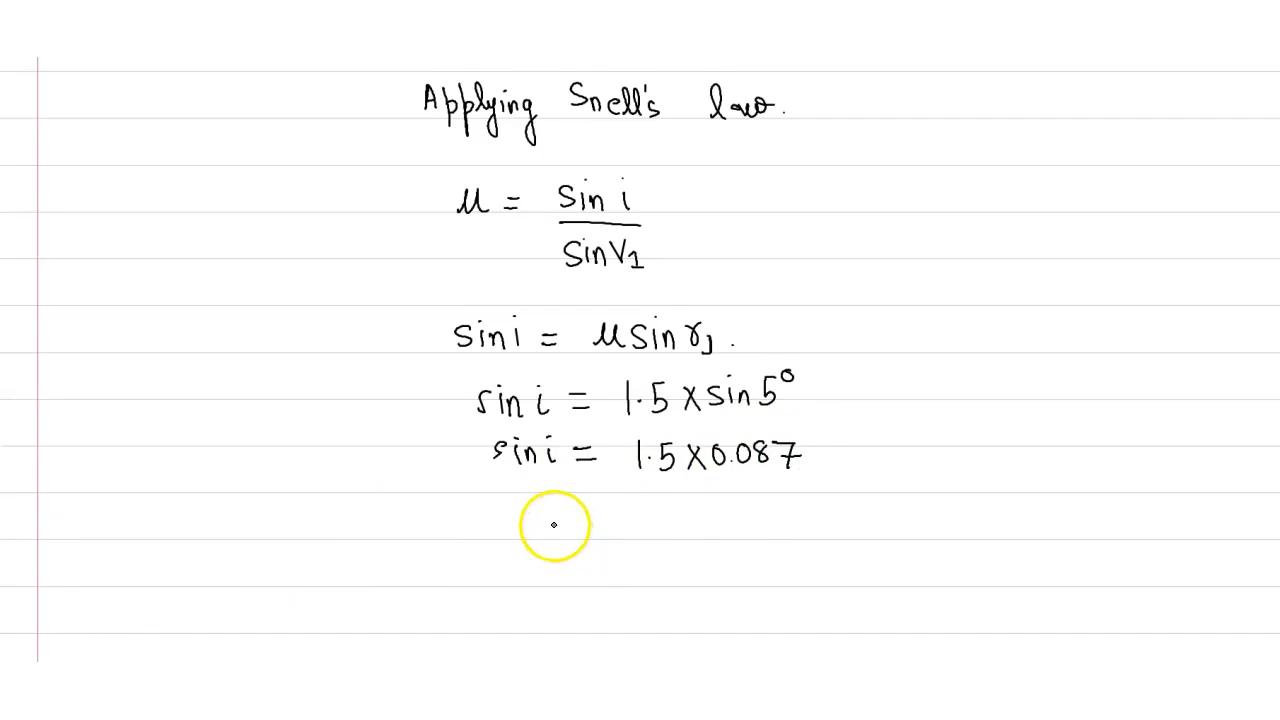 Applying Snell's law.
μ = sin i
sin r1
sin i = μ sin r1.
sin i = 1.5 × sin 5°
sin i = 1.5 × 0.087